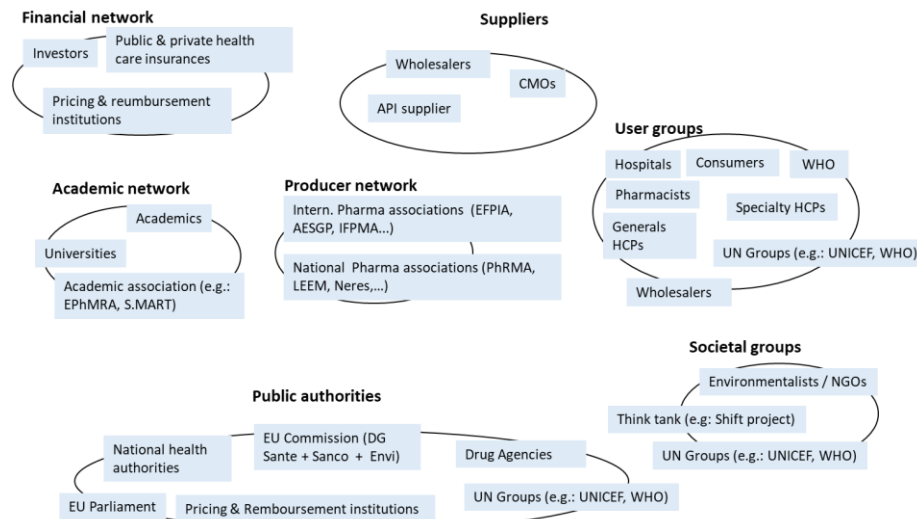 Financial network
Investors
Public & private health
care insurances
Pricing & reumbursement
institutions
Suppliers
Wholesalers
CMOs
API supplier
User groups
Hospitals
Consumers
WHO
Pharmacists
Specialty HCPs
Generals
HCPs
UN Groups (e.g.: UNICEF, WHO)
Wholesalers
Academic network
Academics
Universities
Academic association (e.g.:
EPhMRA, S.MART)
Producer network
Intern. Pharma associations (EFPIA,
AESGP, IFPMA...)
National Pharma associations (PhRMA,
LEEM, Neres,...)
Societal groups
Environmentalists / NGOs
Think tank (e.g: Shift project)
UN Groups (e.g.: UNICEF, WHO)
Public authorities
National health
authorities
EU Commission (DG
Sante + Sanco + Envi)
Drug Agencies
EU Parliament
Pricing & Remboursement institutions
UN Groups (e.g.: UNICEF, WHO)